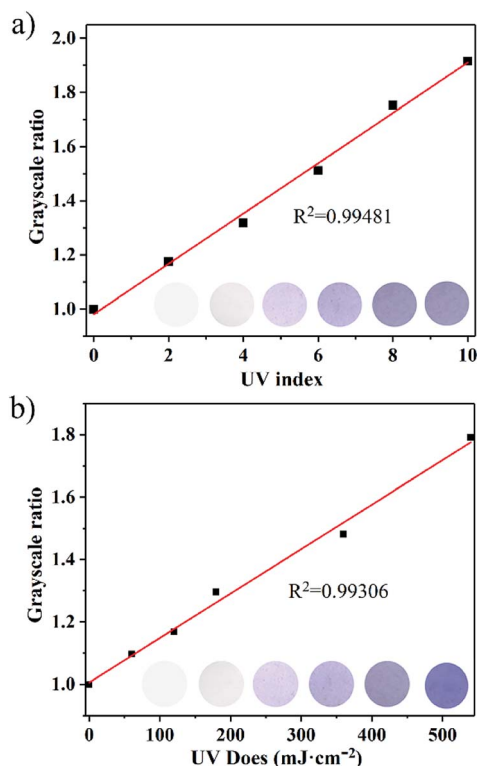 a)
2.0
1.8
1.6
1.4
1.2
1.0
Grayscale ratio
R²=0.99481
0 2 4 6 8 10
UV index
b)
1.8
1.6
1.4
1.2
1.0
Grayscale ratio
R²=0.99306
0 100 200 300 400 500
UV Does (mJ·cm⁻²)